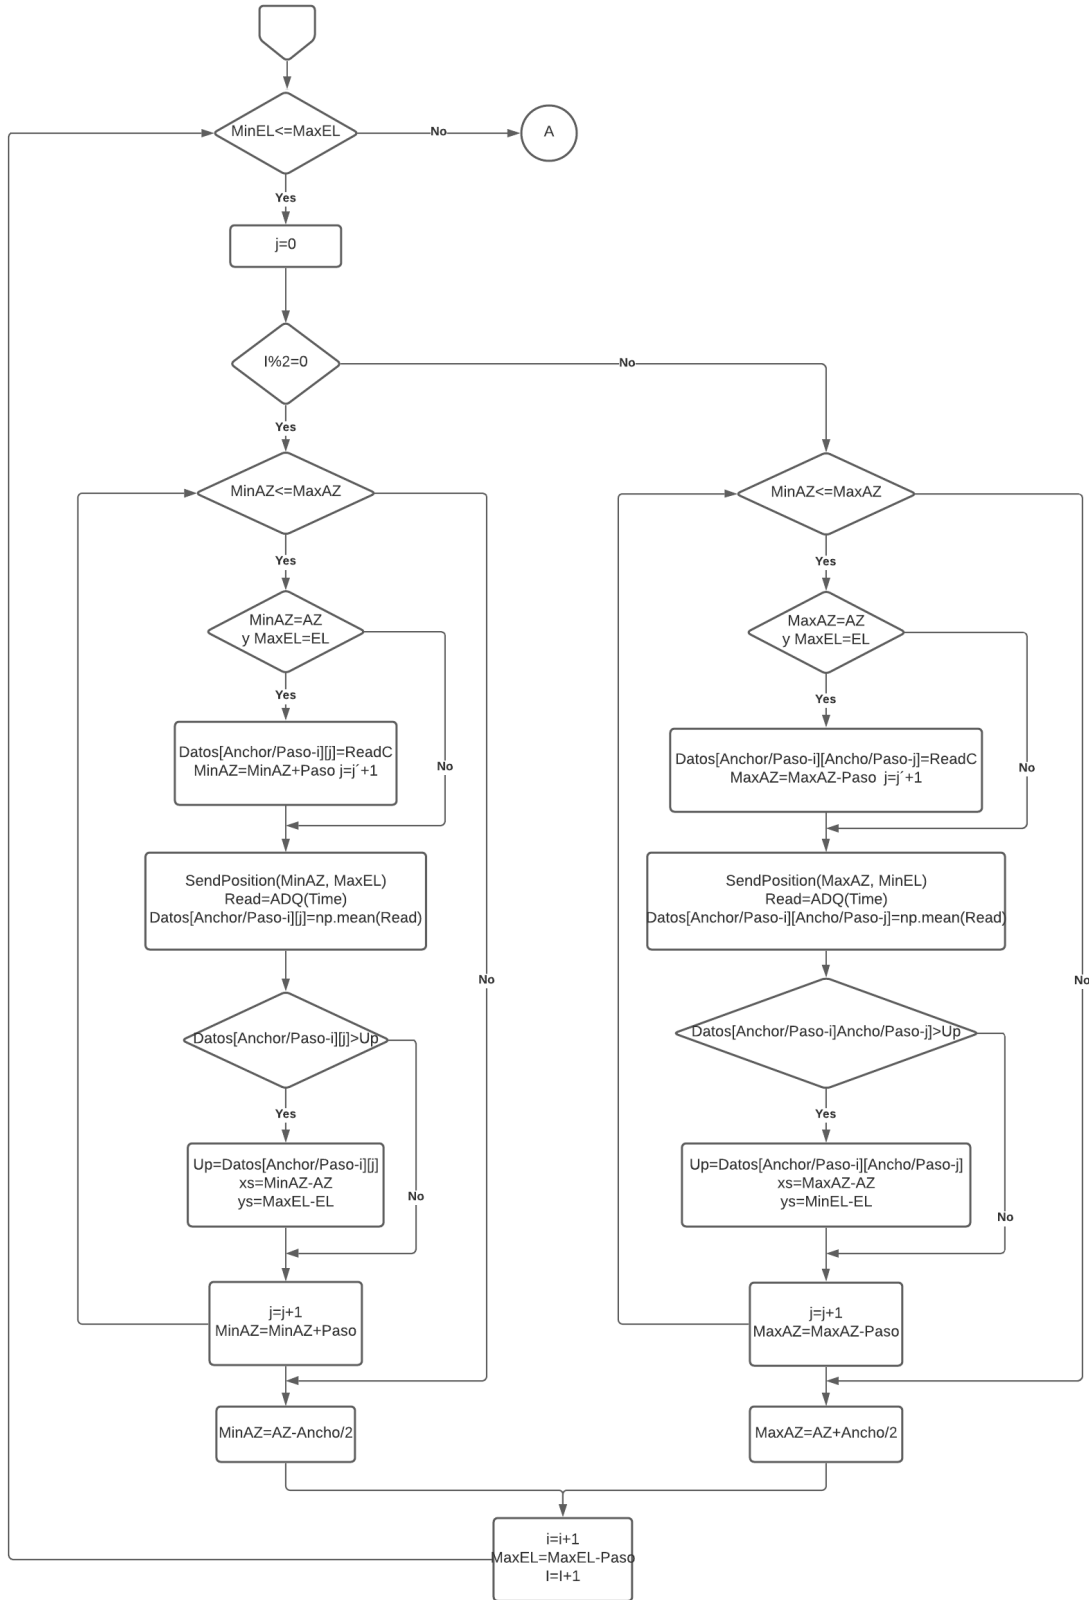 MinEL<=MaxEL
No
A
Yes
j=0
I%2=0
No
Yes
MinAZ<=MaxAZ
Yes
MinAZ=AZ
y MaxEL=EL
Yes
Datos[Anchor/Paso-i][j]=ReadC
MinAZ=MinAZ+Paso j=j´+1
No
SendPosition(MinAZ, MaxEL)
Read=ADQ(Time)
Datos[Anchor/Paso-i][j]=np.mean(Read)
No
Datos[Anchor/Paso-i][j]>Up
Yes
Up=Datos[Anchor/Paso-i][j]
xs=MinAZ-AZ
ys=MaxEL-EL
No
j=j+1
MinAZ=MinAZ+Paso
MinAZ=AZ-Ancho/2
MinAZ<=MaxAZ
Yes
MaxAZ=AZ
y MaxEL=EL
Yes
Datos[Anchor/Paso-i][Ancho/Paso-j]=ReadC
MaxAZ=MaxAZ-Paso j=j´+1
No
SendPosition(MaxAZ, MinEL)
Read=ADQ(Time)
Datos[Anchor/Paso-i][Ancho/Paso-j]=np.mean(Read)
No
Datos[Anchor/Paso-i]Ancho/Paso-j]>Up
Yes
Up=Datos[Anchor/Paso-i][Ancho/Paso-j]
xs=MaxAZ-AZ
ys=MinEL-EL
No
j=j+1
MaxAZ=MaxAZ-Paso
MaxAZ=AZ+Ancho/2
i=i+1
MaxEL=MaxEL-Paso
I=I+1